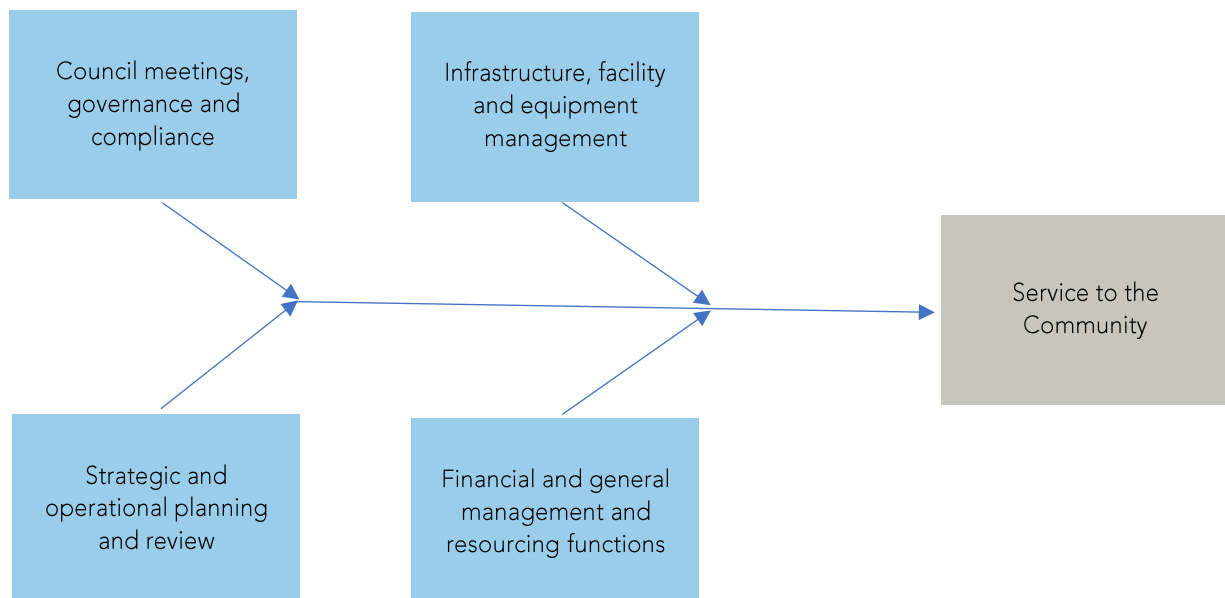 Council meetings,
governance and
compliance
Infrastructure, facility
and equipment
management
Service to the
Community
Strategic and
operational planning
and review
Financial and general
management and
resourcing functions